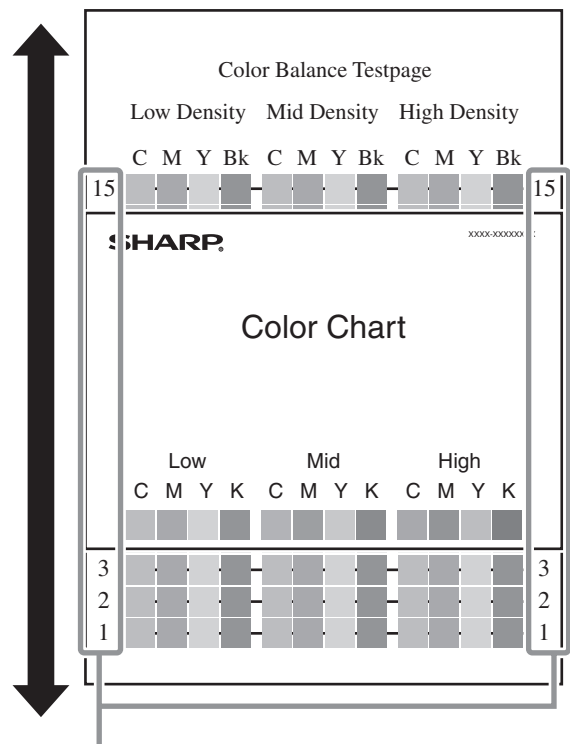 Color Balance Testpage
Low Density Mid Density High Density
C M Y Bk C M Y Bk C M Y Bk
15 15
SHARP
Color Chart
Low Mid High
C M Y K C M Y K C M Y K
3 3
2 2
1 1